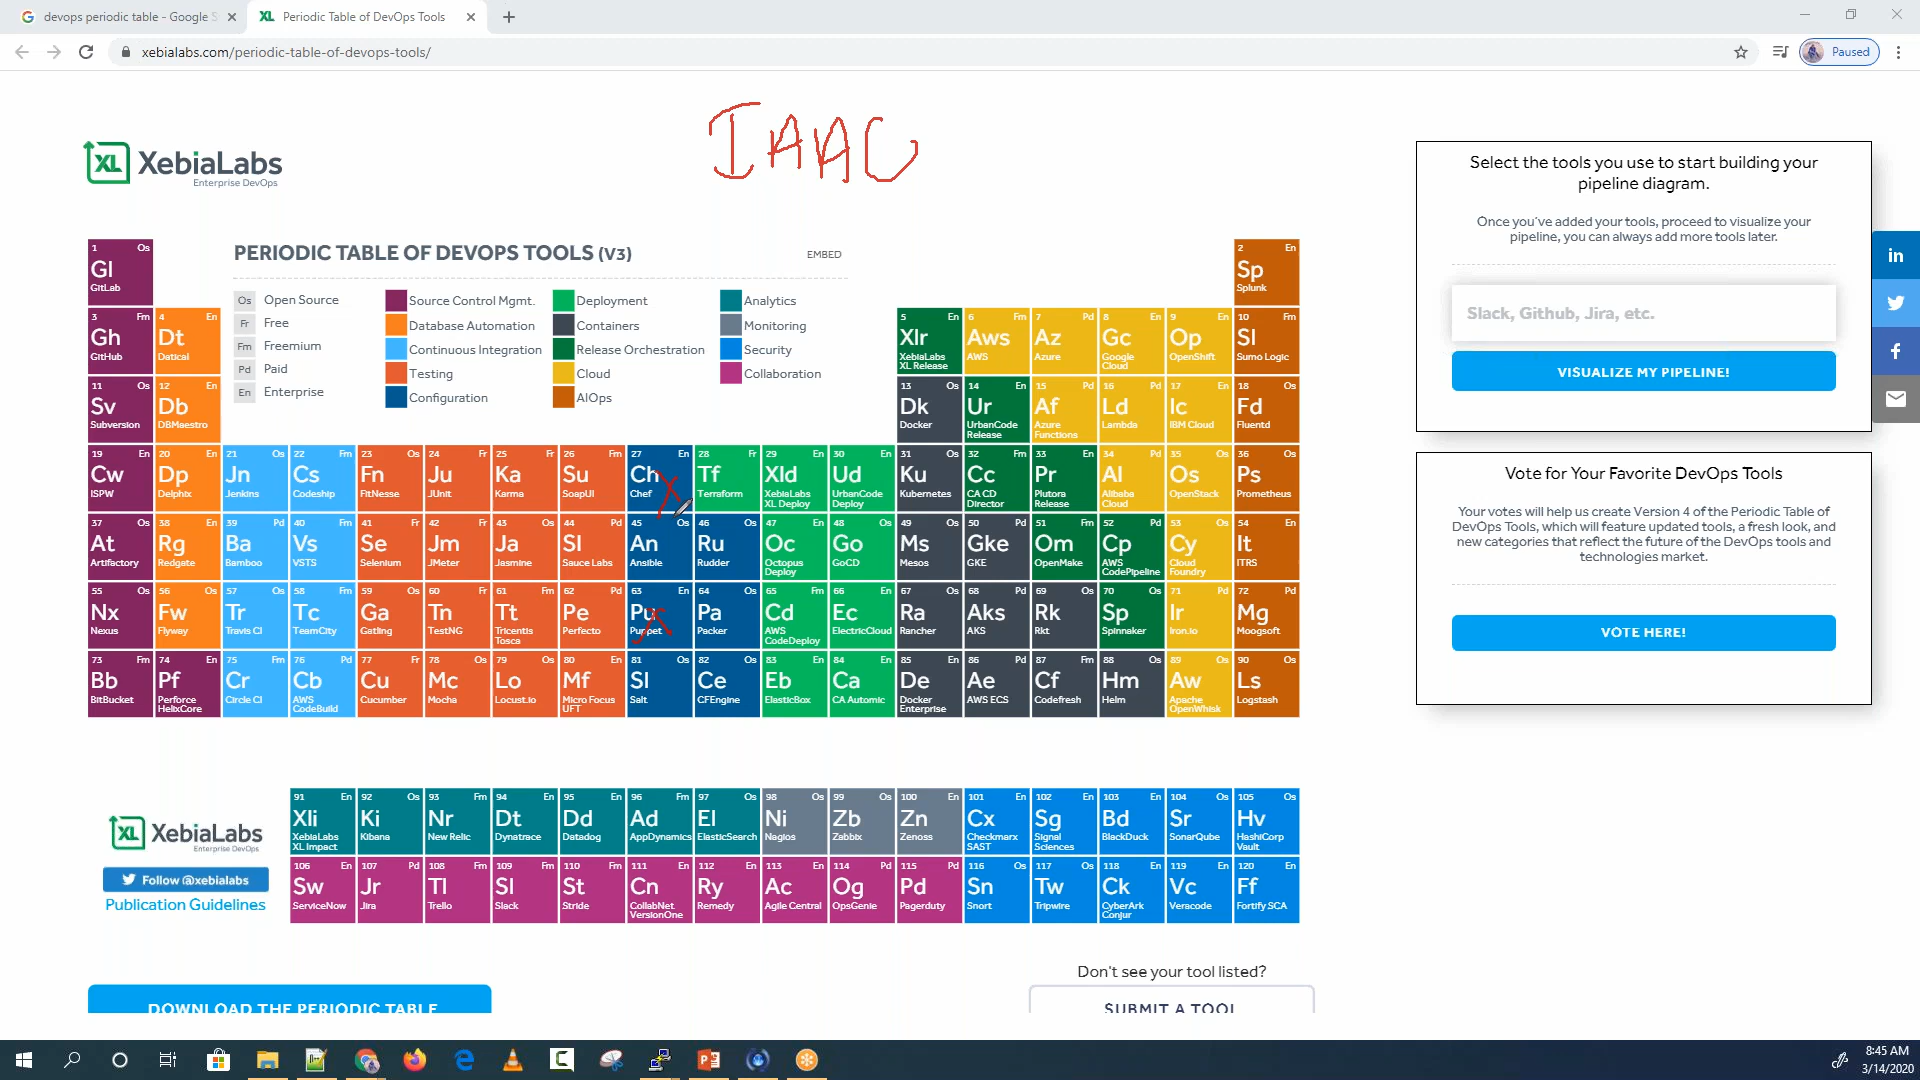 devops periodic table - Google S
XL Periodic Table of DevOps Tools
xebialabs.com/periodic-table-of-devops-tools/
Paused
IAAC
XL XebiaLabs
Enterprise DevOps
PERIODIC TABLE OF DEVOPS TOOLS (V3)
EMBED
Os Open Source
Fr Free
Fm Freemium
Pd Paid
En Enterprise
Source Control Mgmt.
Database Automation
Continuous Integration
Testing
Configuration
Deployment
Containers
Release Orchestration
Cloud
AIOps
Analytics
Monitoring
Security
Collaboration
1 Os Gl GitLab
2 En Sp Splunk
3 Fm Gh GitHub
4 En Dt Datical
5 En Xlr XebiaLabs XL Release
6 Fm Aws AWS
7 Pd Az Azure
8 En Gc Google Cloud
9 En Op OpenShift
10 Fm Sl Sumo Logic
11 Os Sv Subversion
12 En Db DBMaestro
13 En Dk Docker
14 En Ur UrbanCode Release
15 Pd Af Azure Functions
16 Pd Ld Lambda
17 En Ic IBM Cloud
18 Os Fd Fluentd
19 En Cw ISPW
20 En Dp Delphix
21 Os Jn Jenkins
22 Fm Cs Codeship
23 Os Fn FitNesse
24 Fr Ju JUnit
25 Fr Ka Karma
26 Fm Su SoapUI
27 En Ch Chef
28 Fr Tf Terraform
29 En Xld XebiaLabs XL Deploy
30 En Ud UrbanCode Deploy
31 Os Ku Kubernetes
32 Fm Cc CA CD Director
33 En Pr Plutora Release
34 Pd Al Alibaba Cloud
35 Os Os OpenStack
36 Os Ps Prometheus
37 Os At Artifactory
38 En Rg Redgate
39 Pd Ba Bamboo
40 Fm Vs VSTS
41 Fr Se Selenium
42 Fr Jm JMeter
43 Os Ja Jasmine
44 Pd Sl Sauce Labs
45 Os An Ansible
46 Os Ru Rudder
47 En Oc Octopus Deploy
48 Os Go GoCD
49 Os Ms Mesos
50 Pd Gke GKE
51 Fm Om OpenMake
52 Pd Cp AWS CodePipeline
53 Os Cy Cloud Foundry
54 En It ITRS
55 Os Nx Nexus
56 Os Fw Flyway
57 Os Tr Travis CI
58 Fm Tc TeamCity
59 Os Ga Gatling
60 Fr Tn TestNG
61 Fm Tt Tricentis Tosca
62 Pd Pe Perfecto
63 En Pu Puppet
64 Os Pa Packer
65 Fm Cd AWS CodeDeploy
66 En Ec ElectricCloud
67 Os Ra Rancher
68 Pd Aks AKS
69 Os Rk Rkt
70 Os Sp Spinnaker
71 Pd Ir Iron.io
72 Pd Mg Moogsoft
73 Fm Bb BitBucket
74 En Pf Perforce HelixCore
75 Fm Cr Circle CI
76 Pd Cb AWS CodeBuild
77 Fr Cu Cucumber
78 Os Mc Mocha
79 Os Lo Locust.io
80 En Mf Micro Focus UFT
81 Os Sl Salt
82 Os Ce CFEngine
83 En Eb ElasticBox
84 En Ca CA Automic
85 En De Docker Enterprise
86 Pd Ae AWS ECS
87 Fm Cf Codefresh
88 Os Hm Helm
89 Os Aw Apache OpenWhisk
90 Os Ls Logstash
91 En Xli XebiaLabs XL Impact
92 Os Ki Kibana
93 Fm Nr New Relic
94 En Dt Dynatrace
95 En Dd Datadog
96 Fm Ad AppDynamics
97 Os El ElasticSearch
98 Os Ni Nagios
99 Os Zb Zabbix
100 En Zn Zenoss
101 En Cx Checkmarx SAST
102 En Sg Signal Sciences
103 En Bd BlackDuck
104 Os Sr SonarQube
105 Os Hv HashiCorp Vault
106 En Sw ServiceNow
107 Pd Jr Jira
108 Fm Tl Trello
109 Fm Sl Slack
110 Fm St Stride
111 En Cn CollabNet VersionOne
112 En Ry Remedy
113 En Ac Agile Central
114 Pd Og OpsGenie
115 Pd Pd Pagerduty
116 Os Sn Snort
117 Os Tw Tripwire
118 En Ck CyberArk Conjur
119 En Vc Veracode
120 En Ff Fortify SCA
XL XebiaLabs
Enterprise DevOps
Follow @xebialabs
Publication Guidelines
DOWNLOAD THE PERIODIC TABLE
Don't see your tool listed?
SUBMIT A TOOL
Select the tools you use to start building your
pipeline diagram.
Once you've added your tools, proceed to visualize your
pipeline, you can always add more tools later.
Slack, Github, Jira, etc.
VISUALIZE MY PIPELINE!
Vote for Your Favorite DevOps Tools
Your votes will help us create Version 4 of the Periodic Table of
DevOps Tools, which will feature updated tools, a fresh look, and
new categories that reflect the future of the DevOps tools and
technologies market.
VOTE HERE!
8:45 AM
3/14/2020